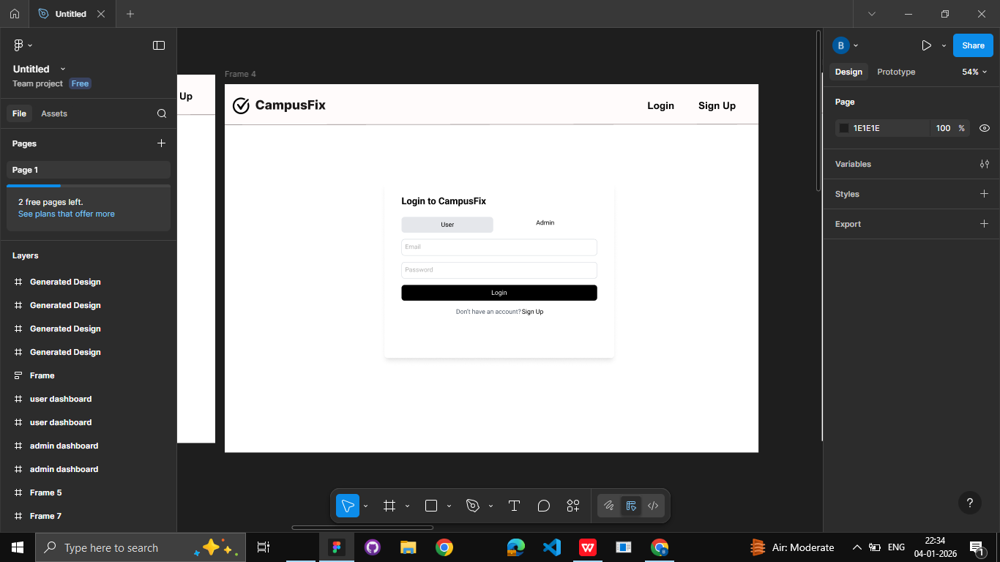 Untitled
Untitled
Team project Free
File Assets
Pages
Page 1
2 free pages left.
See plans that offer more
Layers
Generated Design
Generated Design
Generated Design
Generated Design
Frame
user dashboard
user dashboard
admin dashboard
admin dashboard
Frame 5
Frame 7
Up
Frame 4
CampusFix
Login Sign Up
Login to CampusFix
User Admin
Email
Password
Login
Don't have an account? Sign Up
B
Share
Design Prototype 54%
Page
1E1E1E 100 %
Variables
Styles
Export
?
Type here to search
Air: Moderate
ENG
22:34
04-01-2026
1